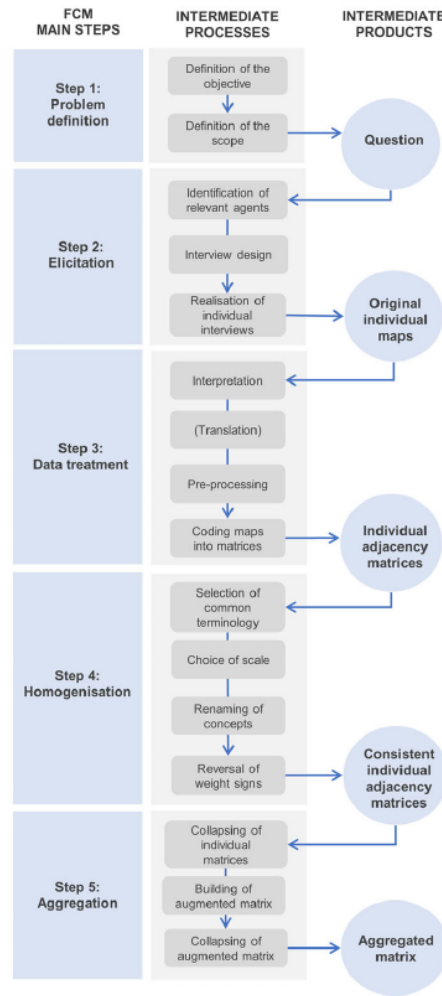 FCM
MAIN STEPS
INTERMEDIATE
PROCESSES
INTERMEDIATE
PRODUCTS
Step 1:
Problem
definition
Definition of the
objective
Definition of the
scope
Question
Step 2:
Elicitation
Identification of
relevant agents
Interview design
Realisation of
individual
interviews
Original
individual
maps
Step 3:
Data treatment
Interpretation
(Translation)
Pre-processing
Coding maps
into matrices
Individual
adjacency
matrices
Step 4:
Homogenisation
Selection of
common
terminology
Choice of scale
Renaming of
concepts
Reversal of
weight signs
Consistent
individual
adjacency
matrices
Step 5:
Aggregation
Collapsing of
individual
matrices
Building of
augmented matrix
Collapsing of
augmented matrix
Aggregated
matrix